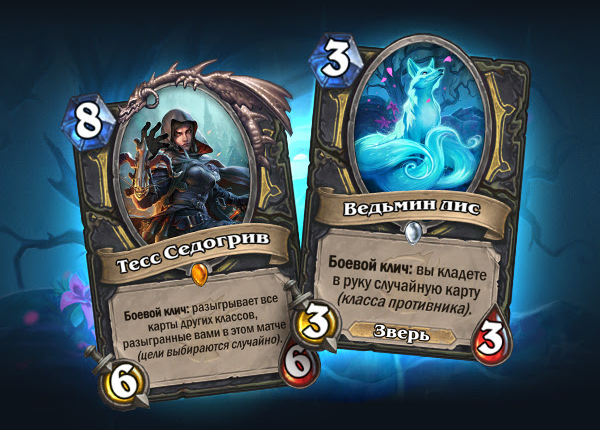 8
Тесс Седогрив
Боевой клич: разыгрывает все
карты других классов,
разыгранные вами в этом матче
(цели выбираются случайно).
6
6
3
Ведьмин лис
Боевой клич: вы кладете
в руку случайную карту
(класса противника).
3
Зверь
3